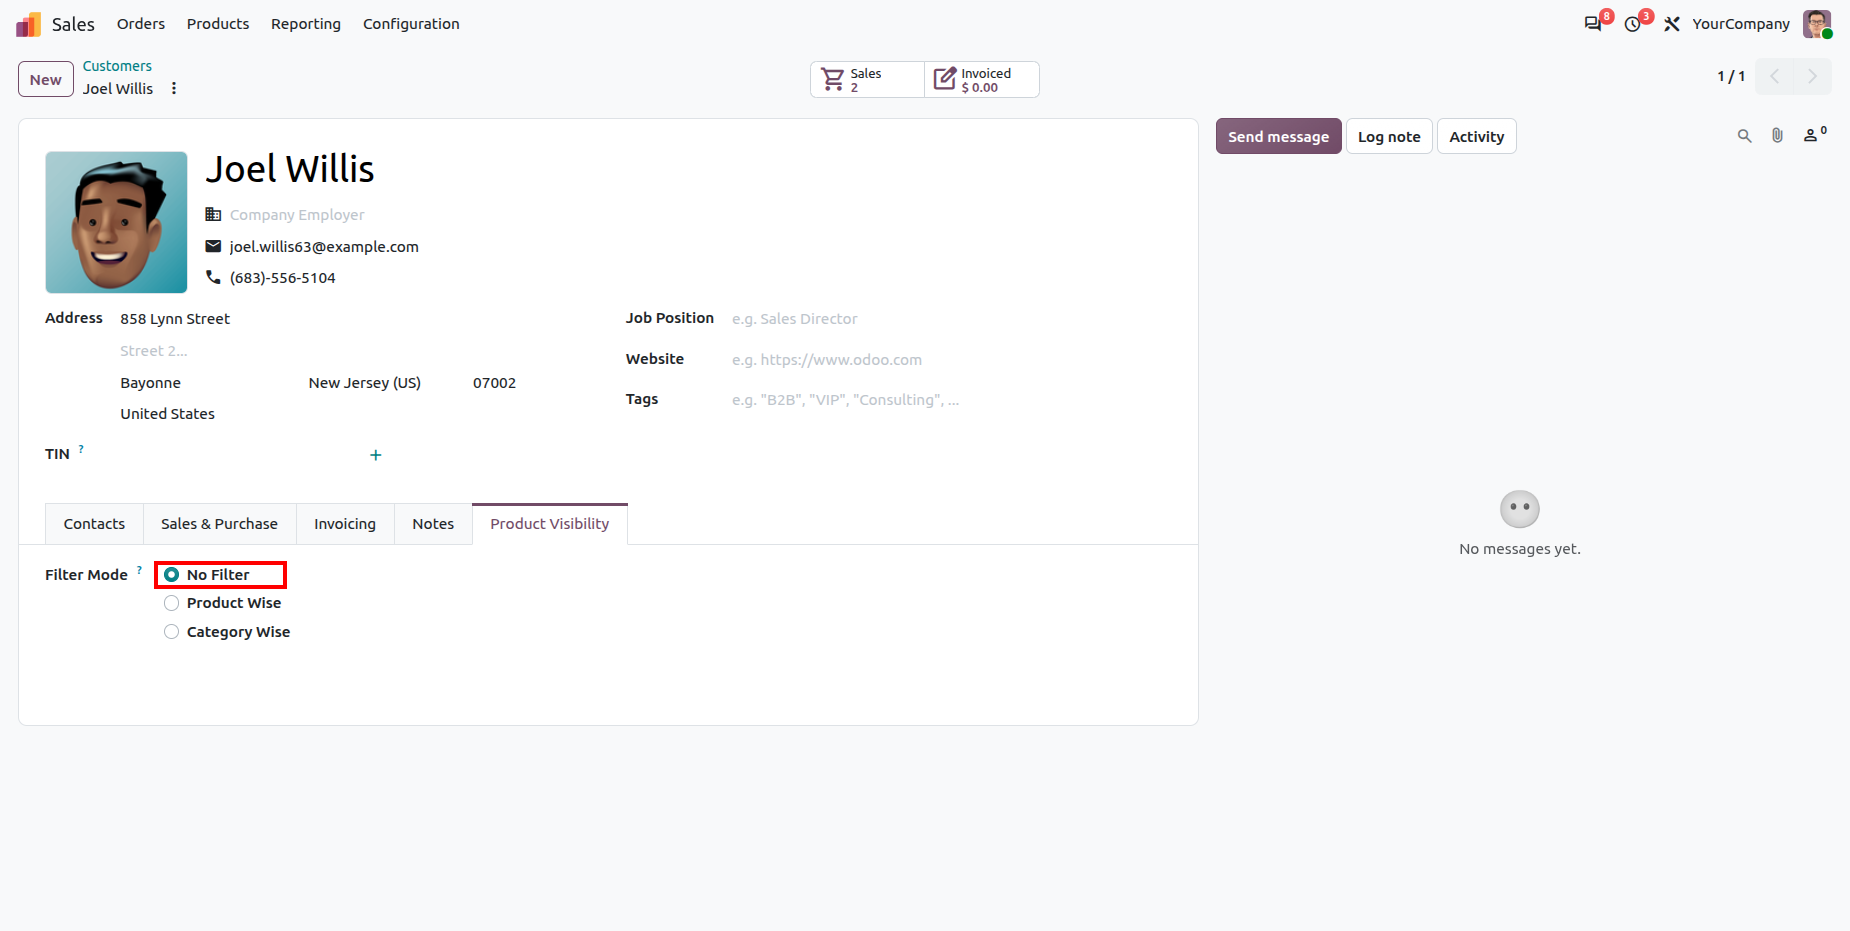 Sales Orders Products Reporting Configuration 8 3 YourCompany
New Customers
Joel Willis
Sales
2
Invoiced
$ 0.00
1 / 1
Joel Willis
Company Employer
joel.willis63@example.com
(683)-556-5104
Address 858 Lynn Street
Street 2...
Bayonne New Jersey (US) 07002
United States
TIN ? +
Job Position e.g. Sales Director
Website e.g. https://www.odoo.com
Tags e.g. "B2B", "VIP", "Consulting", ...
Contacts Sales & Purchase Invoicing Notes Product Visibility
Filter Mode ? No Filter
Product Wise
Category Wise
Send message Log note Activity 0
No messages yet.